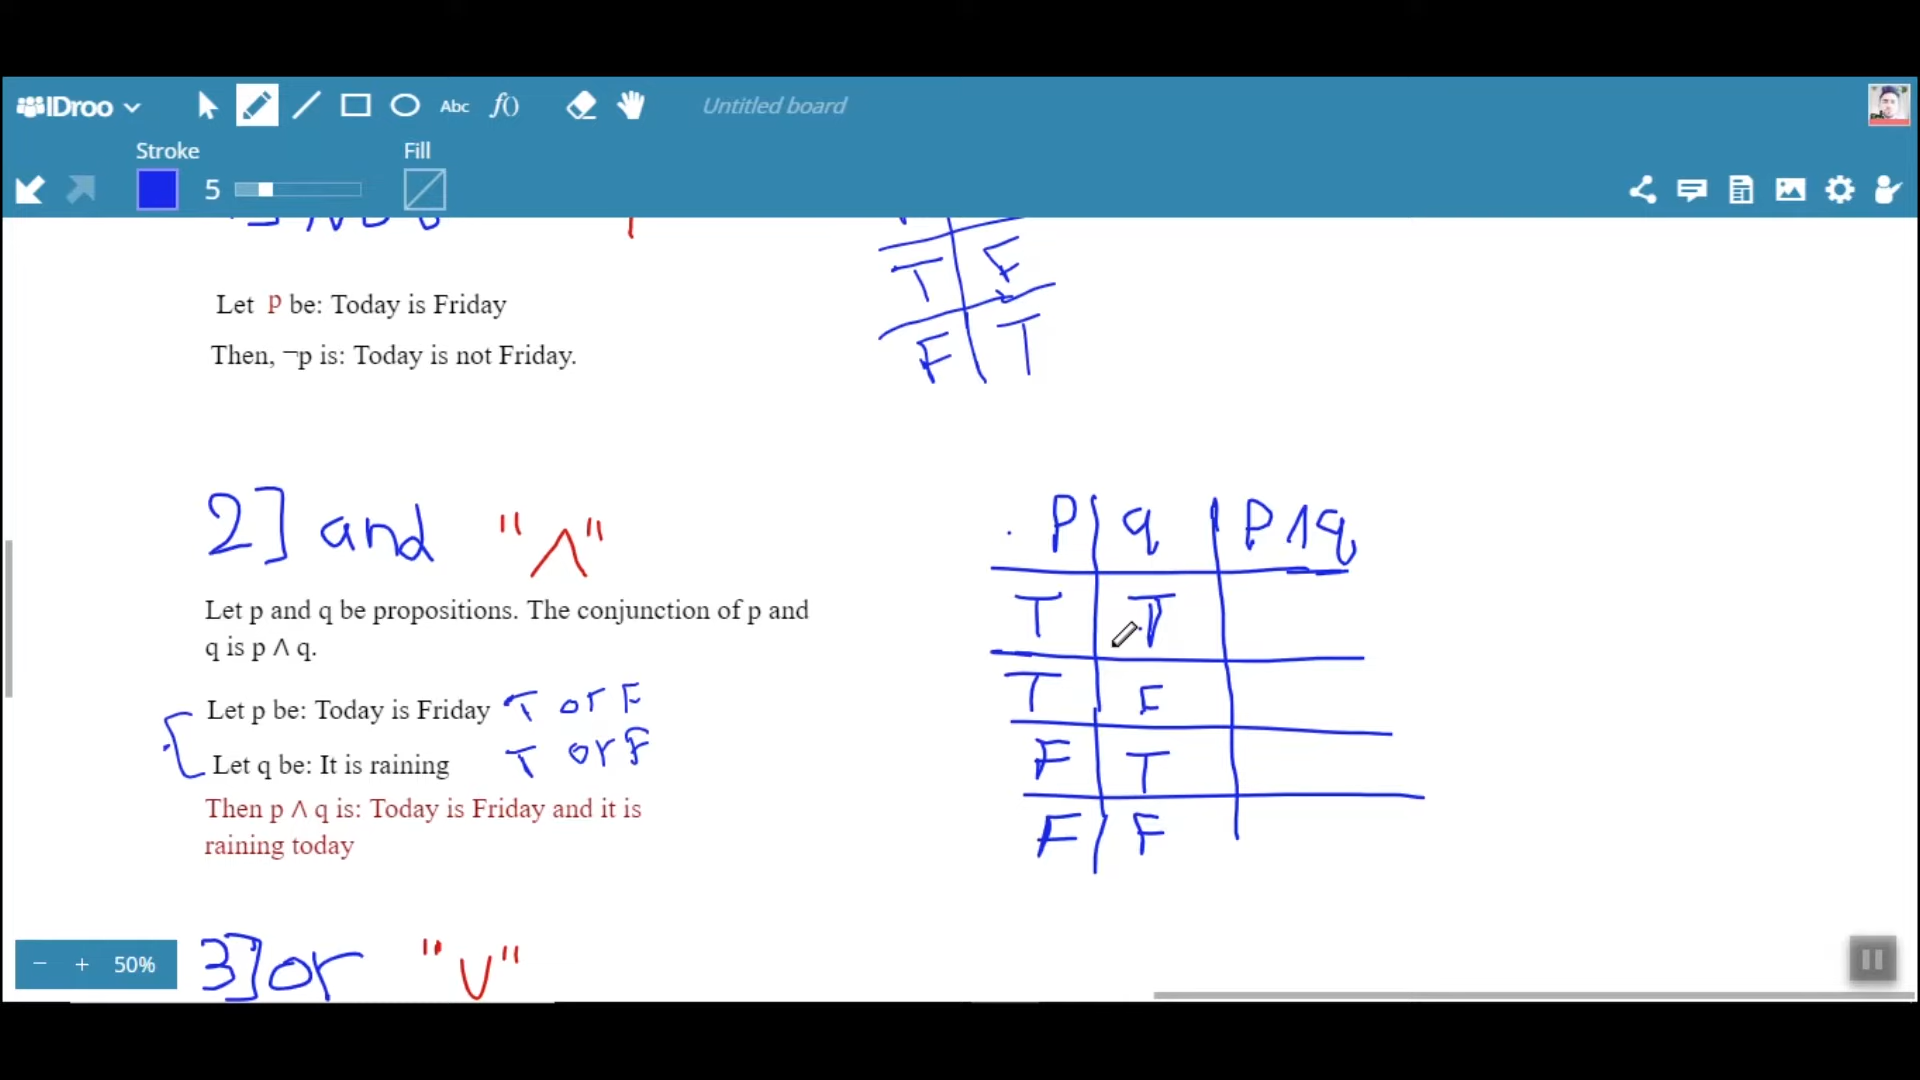 IDroo
Abc f() Untitled board
Stroke Fill
5
T F
F T
Let p be: Today is Friday
Then, ¬p is: Today is not Friday.
2] and "∧"
Let p and q be propositions. The conjunction of p and
q is p ∧ q.
Let p be: Today is Friday T or F
Let q be: It is raining T or F
Then p ∧ q is: Today is Friday and it is
raining today
P q P ∧ q
T T
T F
F T
F F
3] or "∨"
− + 50%